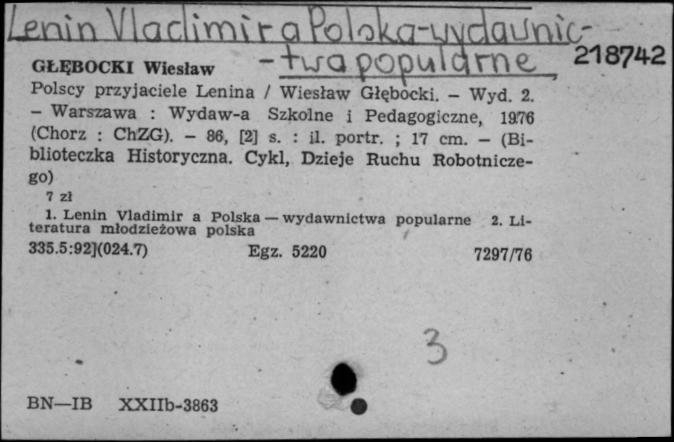 Lenin Vladimir a Polska-wydawnic-
-twa popularne
218742
GŁĘBOCKI Wiesław
Polscy przyjaciele Lenina / Wiesław Głębocki. – Wyd. 2.
– Warszawa : Wydaw-a Szkolne i Pedagogiczne, 1976
(Chorz : ChZG). – 86, [2] s. : il. portr. ; 17 cm. – (Bi-
blioteczka Historyczna. Cykl, Dzieje Ruchu Robotnicze-
go)
7 zł
1. Lenin Vladimir a Polska — wydawnictwa popularne 2. Li-
teratura młodzieżowa polska
335.5:92](024.7) Egz. 5220 7297/76
3
BN—IB XXIIb-3863